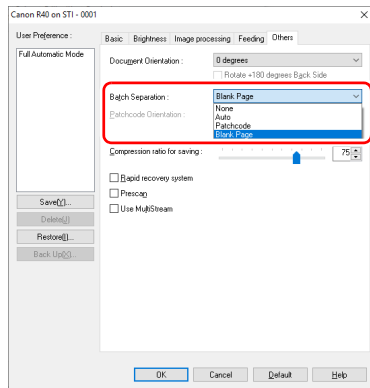 Canon R40 on STI - 0001
User Preference :
Full Automatic Mode
Save(Y)...
Delete(J)
Restore(I)...
Back Up(X)...
Basic Brightness Image processing Feeding Others
Document Orientation : 0 degrees
Rotate +180 degrees Back Side
Batch Separation : Blank Page
None
Auto
Patchcode
Blank Page
Patchcode Orientation :
Compression ratio for saving : 75
Rapid recovery system
Prescan
Use MultiStream
OK Cancel Default Help